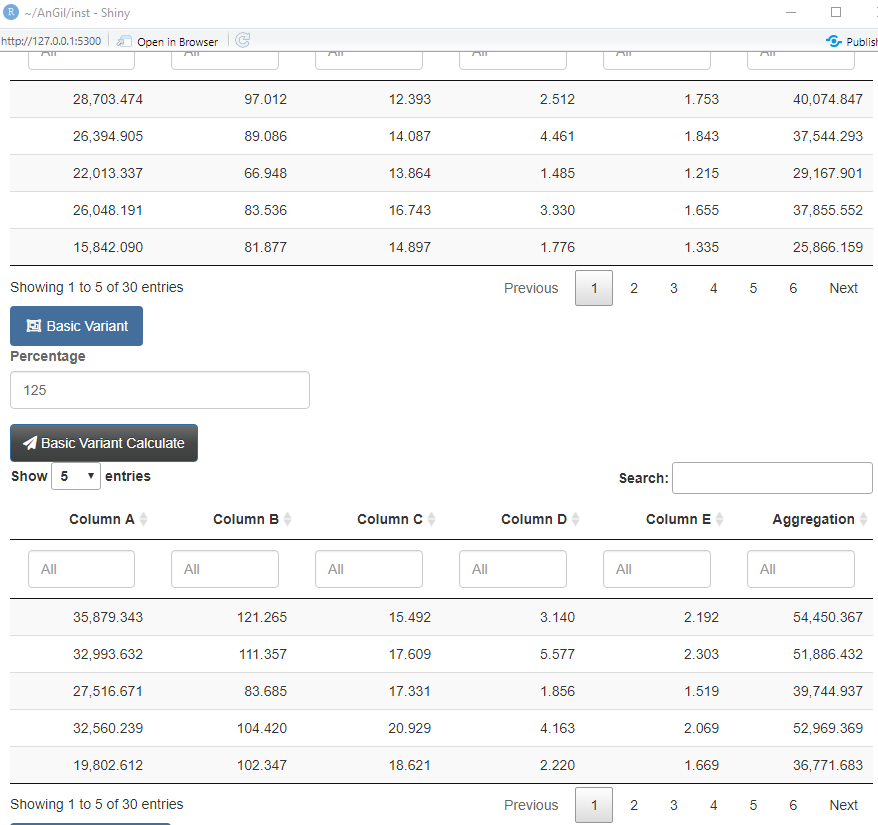 R ~/AnGil/inst - Shiny
http://127.0.0.1:5300 Open in Browser Publish
All All All All All All
28,703.474 97.012 12.393 2.512 1.753 40,074.847
26,394.905 89.086 14.087 4.461 1.843 37,544.293
22,013.337 66.948 13.864 1.485 1.215 29,167.901
26,048.191 83.536 16.743 3.330 1.655 37,855.552
15,842.090 81.877 14.897 1.776 1.335 25,866.159
Showing 1 to 5 of 30 entries Previous 1 2 3 4 5 6 Next
Basic Variant
Percentage
125
Basic Variant Calculate
Show 5 entries Search:
Column A Column B Column C Column D Column E Aggregation
All All All All All All
35,879.343 121.265 15.492 3.140 2.192 54,450.367
32,993.632 111.357 17.609 5.577 2.303 51,886.432
27,516.671 83.685 17.331 1.856 1.519 39,744.937
32,560.239 104.420 20.929 4.163 2.069 52,969.369
19,802.612 102.347 18.621 2.220 1.669 36,771.683
Showing 1 to 5 of 30 entries Previous 1 2 3 4 5 6 Next